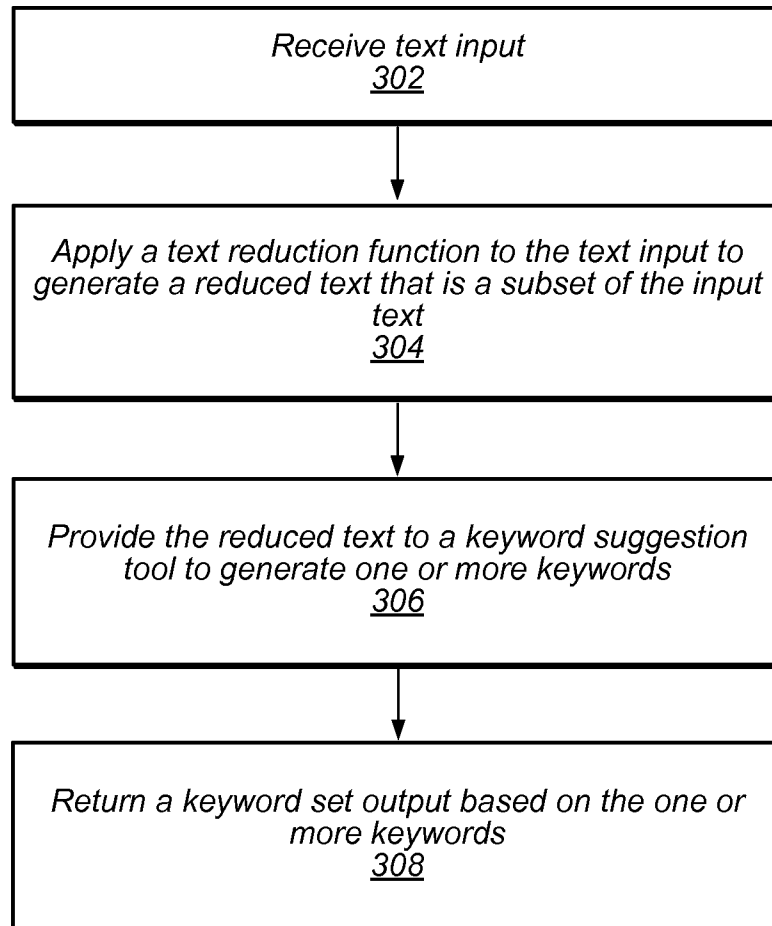 Receive text input
302
Apply a text reduction function to the text input to
generate a reduced text that is a subset of the input
text
304
Provide the reduced text to a keyword suggestion
tool to generate one or more keywords
306
Return a keyword set output based on the one or
more keywords
308